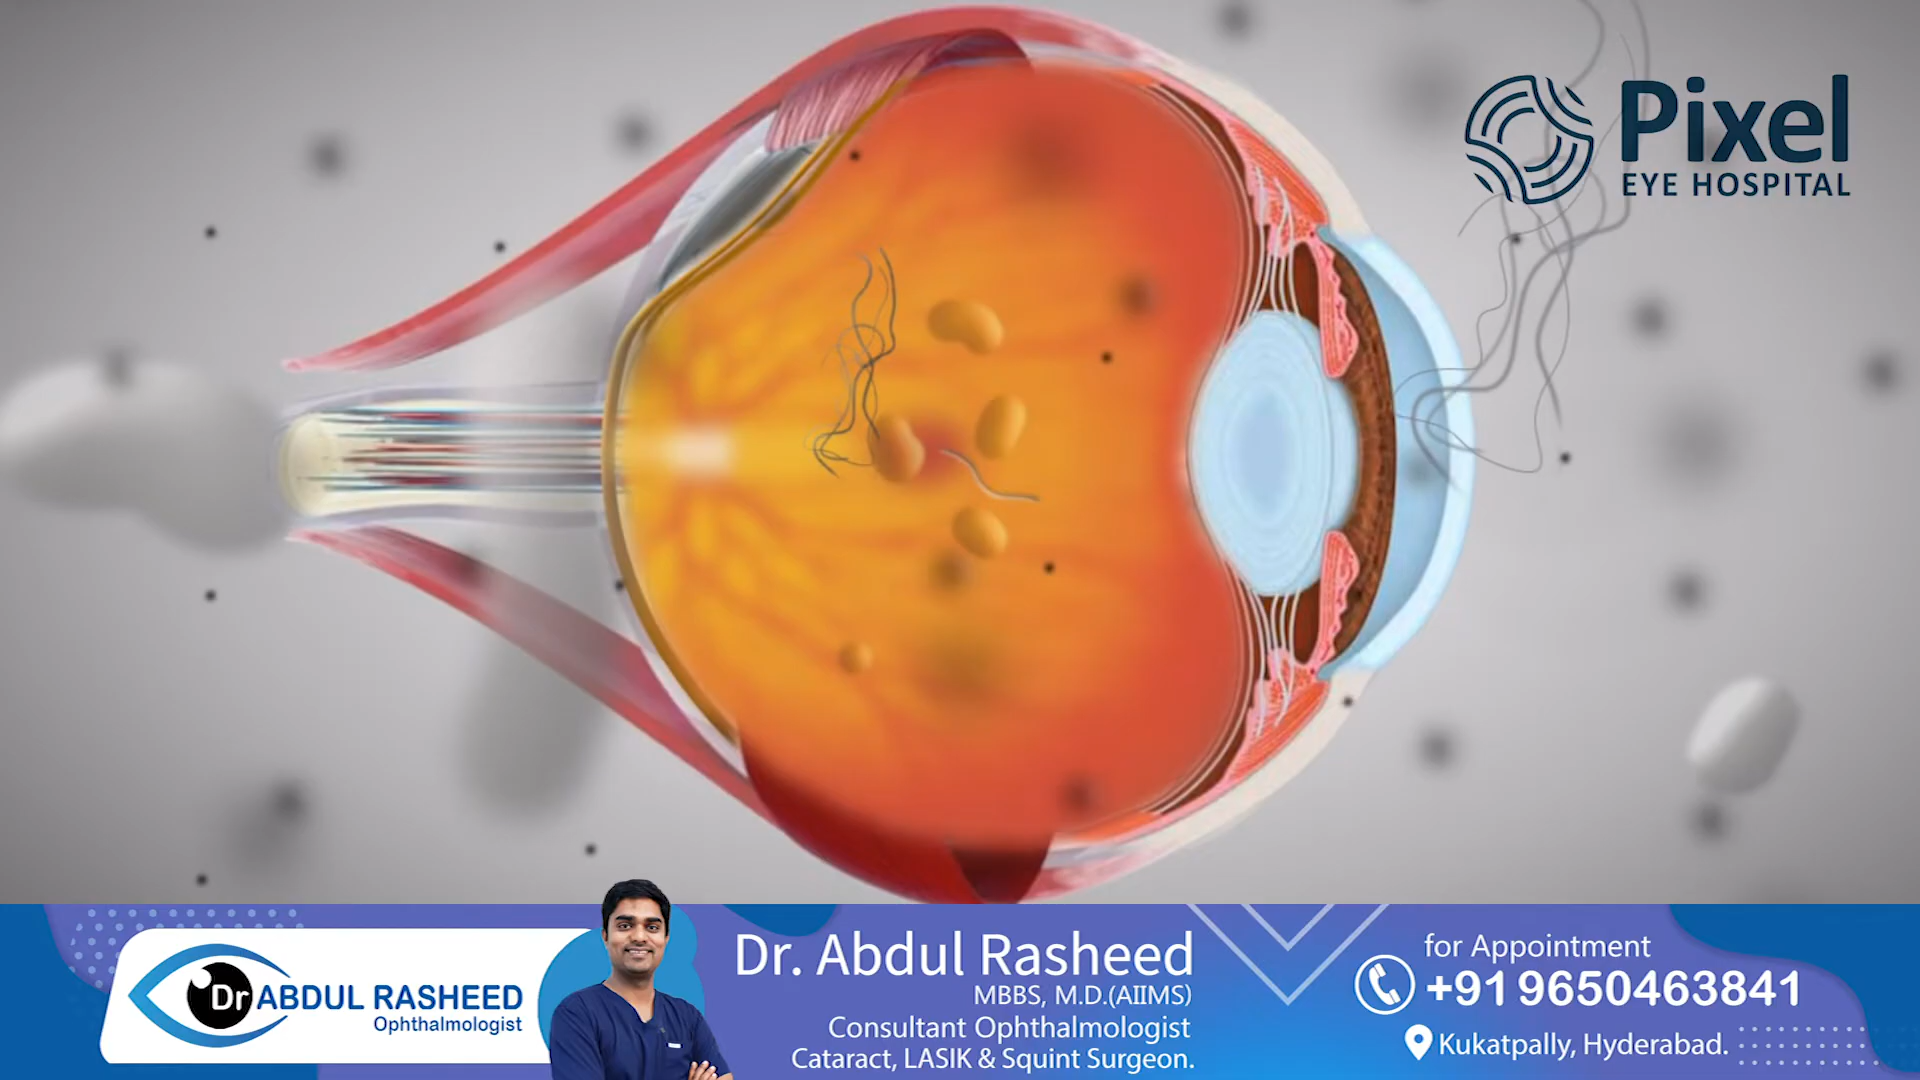 Pixel
EYE HOSPITAL
Dr ABDUL RASHEED
Ophthalmologist
Dr. Abdul Rasheed
MBBS, M.D.(AIIMS)
Consultant Ophthalmologist
Cataract, LASIK & Squint Surgeon.
for Appointment
+91 9650463841
Kukatpally, Hyderabad.